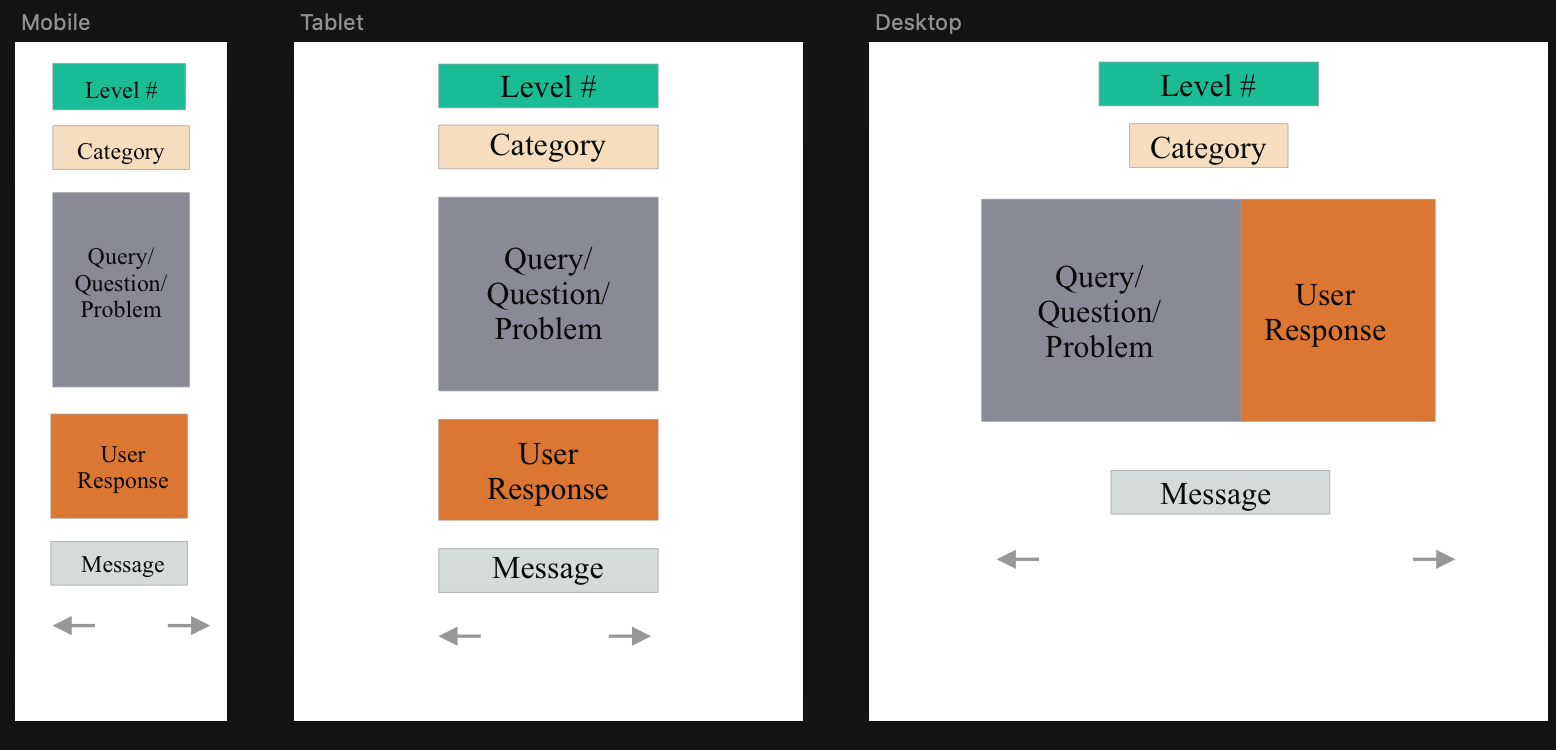 Mobile
Level #
Category
Query/
Question/
Problem
User
Response
Message
Tablet
Level #
Category
Query/
Question/
Problem
User
Response
Message
Desktop
Level #
Category
Query/
Question/
Problem
User
Response
Message